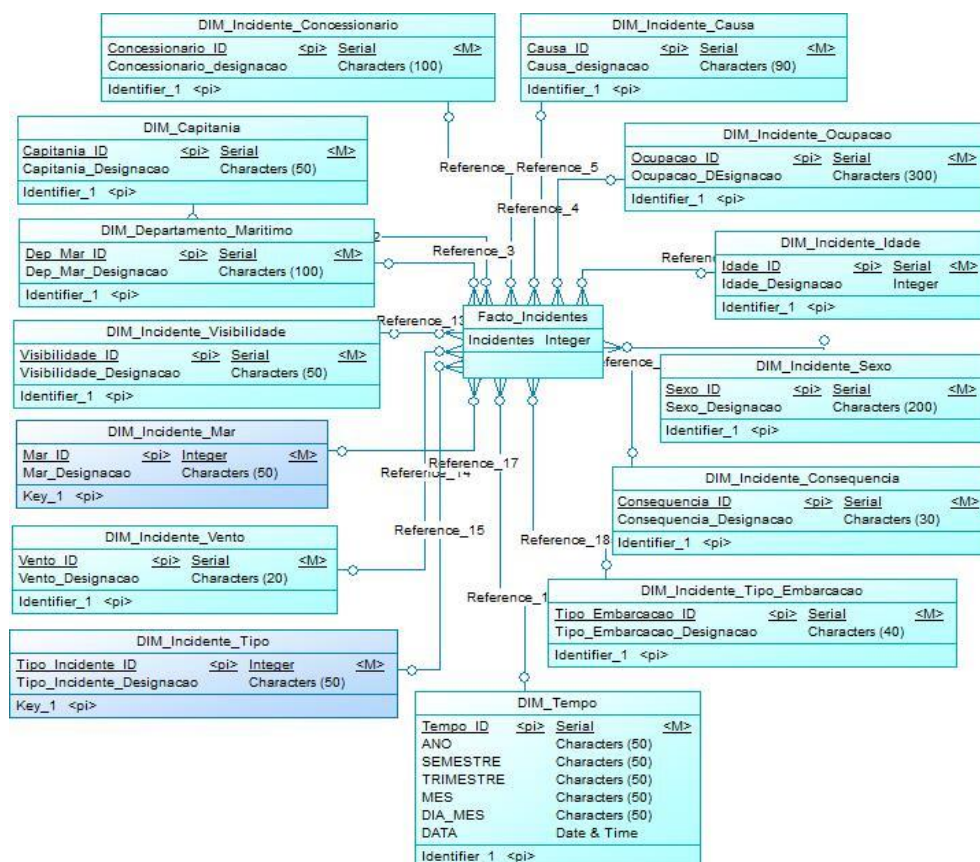 DIM_Incidente_Concessionario
Concessionario_ID <pi> Serial <M>
Concessionario_designacao Characters (100)
Identifier_1 <pi>
DIM_Incidente_Causa
Causa_ID <pi> Serial <M>
Causa_designacao Characters (90)
Identifier_1 <pi>
DIM_Capitania
Capitania_ID <pi> Serial <M>
Capitania_Designacao Characters (50)
Identifier_1 <pi>
DIM_Incidente_Ocupacao
Ocupacao_ID <pi> Serial <M>
Ocupacao_DEsignacao Characters (300)
Identifier_1 <pi>
Reference_
Reference_5
Reference_4
DIM_Departamento_Maritimo
Dep_Mar_ID <pi> Serial <M>
Dep_Mar_Designacao Characters (100)
Identifier_1 <pi>
2
Reference_3
DIM_Incidente_Idade
Idade_ID <pi> Serial <M>
Idade_Designacao Integer
Identifier_1 <pi>
Facto_Incidentes
Incidentes Integer
DIM_Incidente_Visibilidade
Visibilidade_ID <pi> Serial <M>
Visibilidade_Designacao Characters (50)
Identifier_1 <pi>
Reference_13
DIM_Incidente_Sexo
Sexo_ID <pi> Serial <M>
Sexo_Designacao Characters (200)
Identifier_1 <pi>
DIM_Incidente_Mar
Mar_ID <pi> Integer <M>
Mar_Designacao Characters (50)
Key_1 <pi>
Reference_17
Reference_14
DIM_Incidente_Consequencia
Consequencia_ID <pi> Serial <M>
Consequencia_Designacao Characters (30)
Identifier_1 <pi>
Reference_15
Reference_18
DIM_Incidente_Vento
Vento_ID <pi> Serial <M>
Vento_Designacao Characters (20)
Identifier_1 <pi>
Reference_1
DIM_Incidente_Tipo_Embarcacao
Tipo_Embarcacao_ID <pi> Serial <M>
Tipo_Embarcacao_Designacao Characters (40)
Identifier_1 <pi>
DIM_Incidente_Tipo
Tipo_Incidente_ID <pi> Integer <M>
Tipo_Incidente_Designacao Characters (50)
Key_1 <pi>
DIM_Tempo
Tempo_ID <pi> Serial <M>
ANO Characters (50)
SEMESTRE Characters (50)
TRIMESTRE Characters (50)
MES Characters (50)
DIA_MES Characters (50)
DATA Date & Time
Identifier_1 <pi>